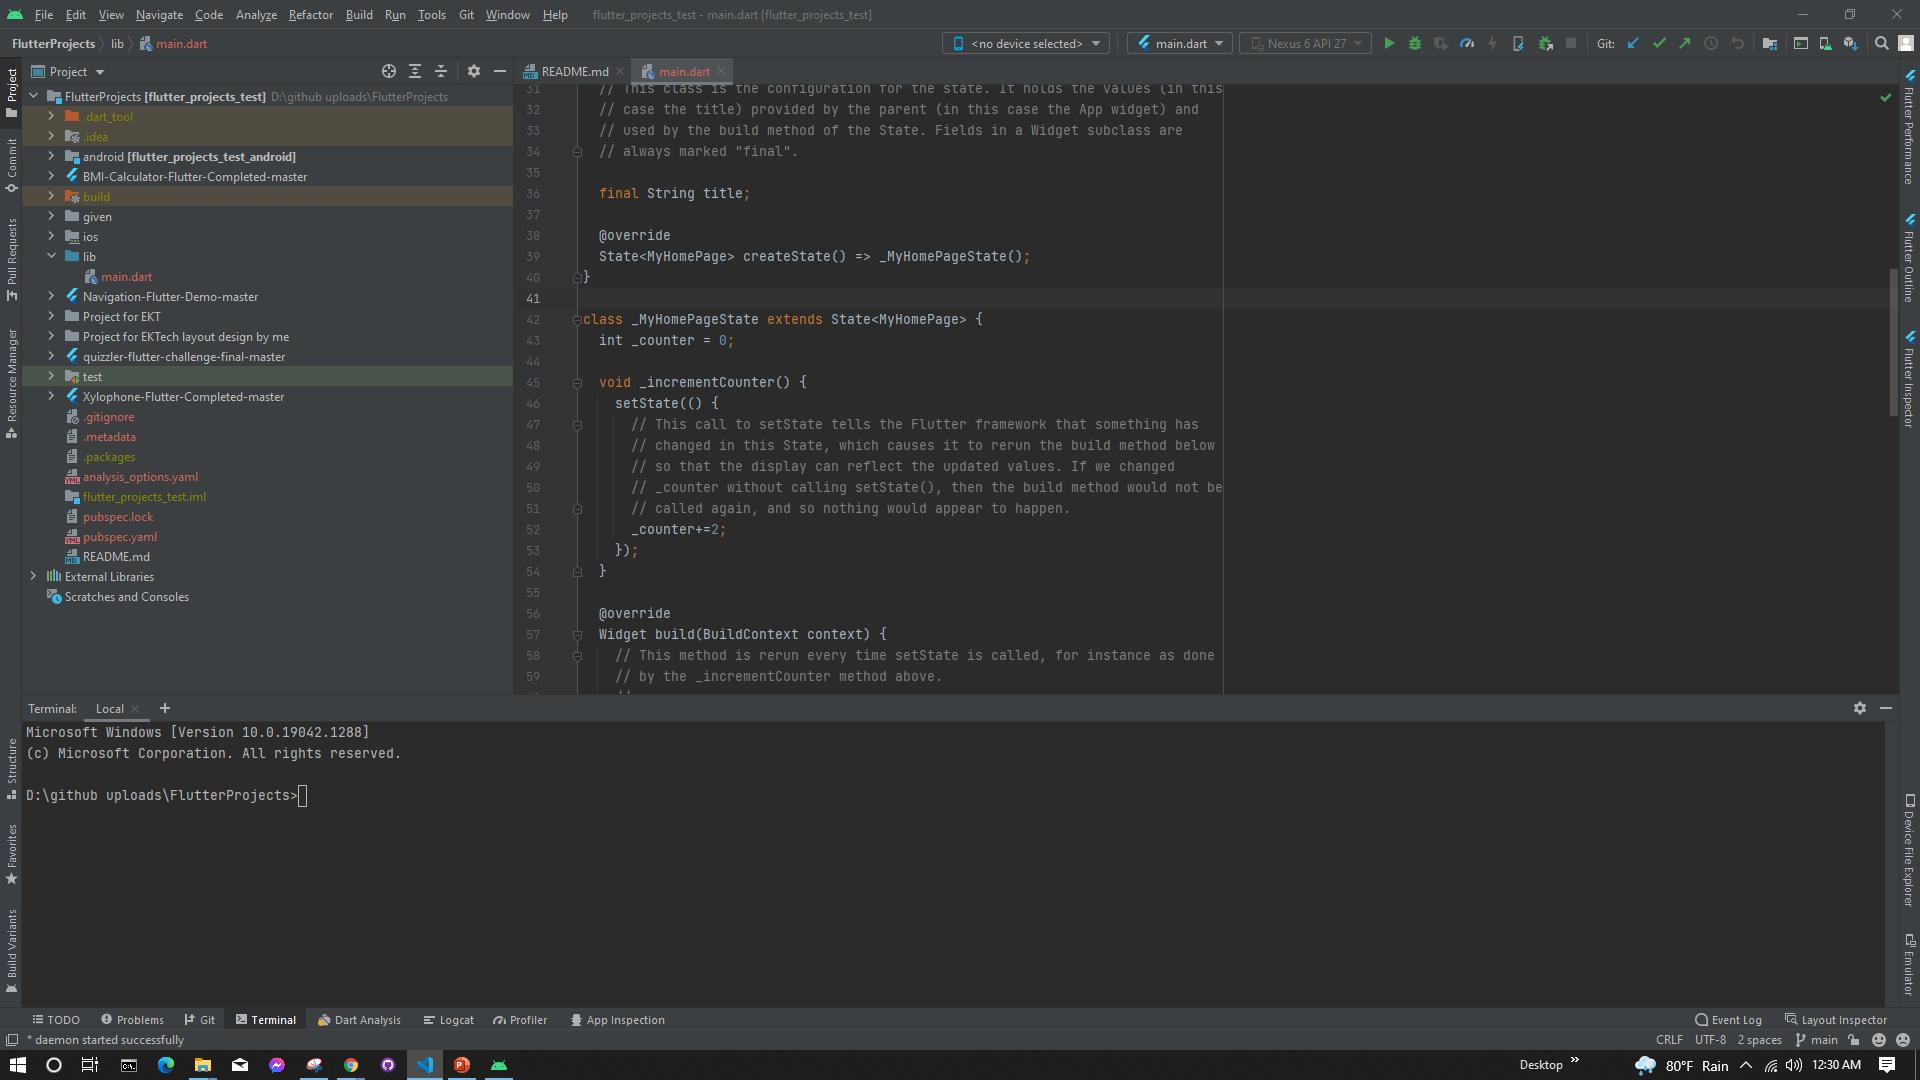 File Edit View Navigate Code Analyze Refactor Build Run Tools Git Window Help flutter_projects_test - main.dart [flutter_projects_test]
FlutterProjects lib main.dart <no device selected> main.dart Nexus 6 API 27 Git:
Project README.md main.dart
FlutterProjects [flutter_projects_test] D:\github uploads\FlutterProjects
.dart_tool
.idea
android [flutter_projects_test_android]
BMI-Calculator-Flutter-Completed-master
build
given
ios
lib
main.dart
Navigation-Flutter-Demo-master
Project for EKT
Project for EKTech layout design by me
quizzler-flutter-challenge-final-master
test
Xylophone-Flutter-Completed-master
.gitignore
.metadata
.packages
analysis_options.yaml
flutter_projects_test.iml
pubspec.lock
pubspec.yaml
README.md
External Libraries
Scratches and Consoles
31 // This class is the configuration for the state. It holds the values (in this
32 // case the title) provided by the parent (in this case the App widget) and
33 // used by the build method of the State. Fields in a Widget subclass are
34 // always marked "final".
35
36 final String title;
37
38 @override
39 State<MyHomePage> createState() => _MyHomePageState();
40 }
41
42 class _MyHomePageState extends State<MyHomePage> {
43 int _counter = 0;
44
45 void _incrementCounter() {
46 setState(() {
47 // This call to setState tells the Flutter framework that something has
48 // changed in this State, which causes it to rerun the build method below
49 // so that the display can reflect the updated values. If we changed
50 // _counter without calling setState(), then the build method would not be
51 // called again, and so nothing would appear to happen.
52 _counter+=2;
53 });
54 }
55
56 @override
57 Widget build(BuildContext context) {
58 // This method is rerun every time setState is called, for instance as done
59 // by the _incrementCounter method above.
//
Terminal: Local
Microsoft Windows [Version 10.0.19042.1288]
(c) Microsoft Corporation. All rights reserved.
D:\github uploads\FlutterProjects>
Project
Commit
Pull Requests
Resource Manager
Structure
Favorites
Build Variants
Flutter Performance
Flutter Outline
Flutter Inspector
Device File Explorer
Emulator
TODO Problems Git Terminal Dart Analysis Logcat Profiler App Inspection Event Log Layout Inspector
* daemon started successfully CRLF UTF-8 2 spaces main
Desktop 80°F Rain 12:30 AM